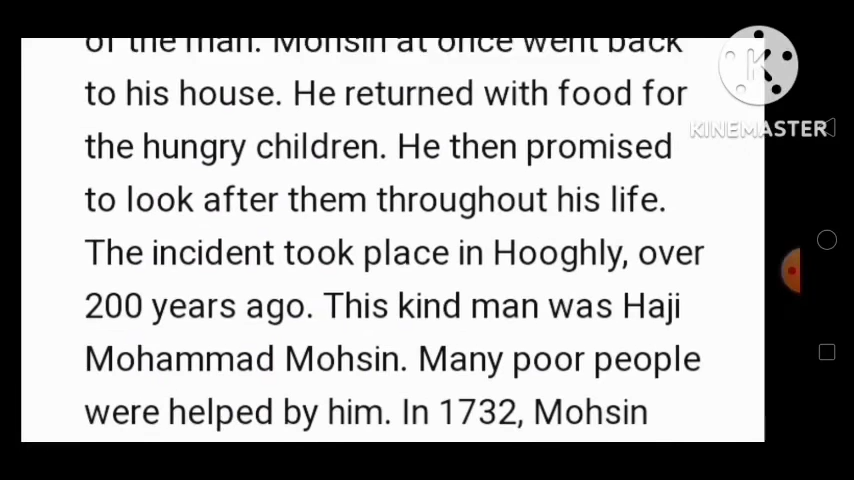 of the man. Mohsin at once went back
to his house. He returned with food for
the hungry children. He then promised
to look after them throughout his life.
The incident took place in Hooghly, over
200 years ago. This kind man was Haji
Mohammad Mohsin. Many poor people
were helped by him. In 1732, Mohsin
K
KINEMASTER